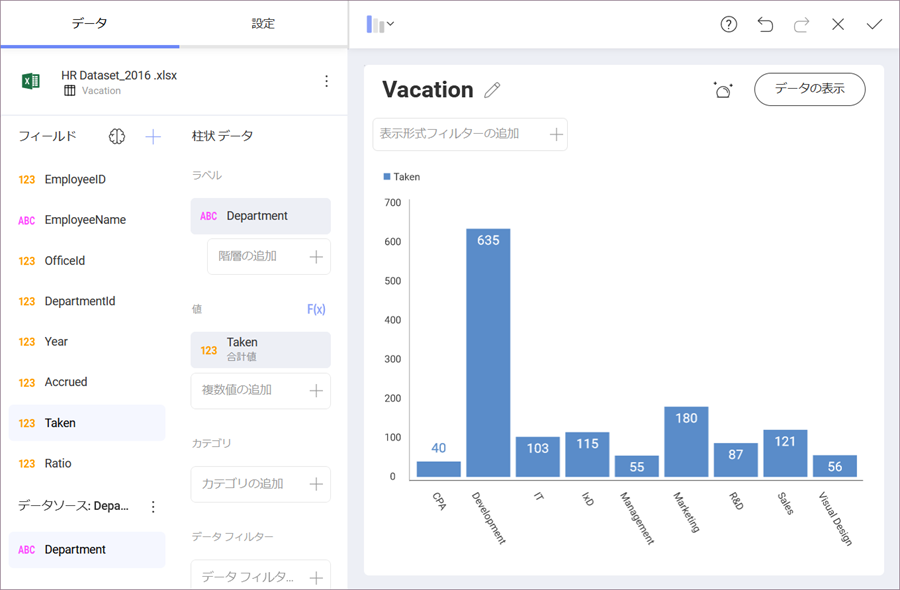 データ
設定
HR Dataset_2016 .xlsx
Vacation
フィールド
123 EmployeeID
ABC EmployeeName
123 OfficeId
123 DepartmentId
123 Year
123 Accrued
123 Taken
123 Ratio
データソース: Depa...
ABC Department
柱状 データ
ラベル
ABC Department
階層の追加
値
F(x)
123 Taken
合計値
複数値の追加
カテゴリ
カテゴリの追加
データ フィルター
データ フィルタ...
Vacation
データの表示
表示形式フィルターの追加
Taken
700
600
500
400
300
200
100
0
40
635
103
115
55
180
87
121
56
CPA
Development
IT
IxD
Management
Marketing
R&D
Sales
Visual Design